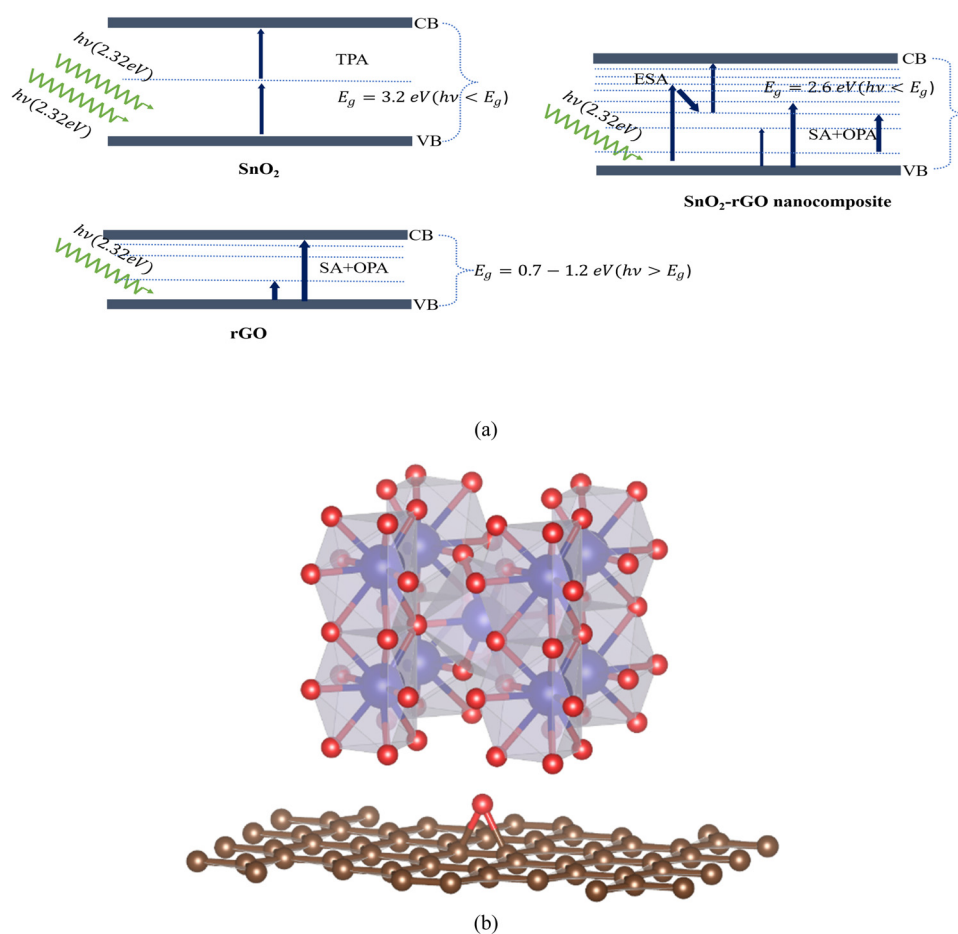 CB
hν(2.32eV)
TPA
E_g = 3.2 eV(hν < E_g)
hν(2.32eV)
VB
SnO₂
CB
ESA
E_g = 2.6 eV(hν < E_g)
hν(2.32eV)
SA+OPA
VB
SnO₂-rGO nanocomposite
CB
hν(2.32eV)
SA+OPA
E_g = 0.7 − 1.2 eV(hν > E_g)
VB
rGO
(a)
(b)